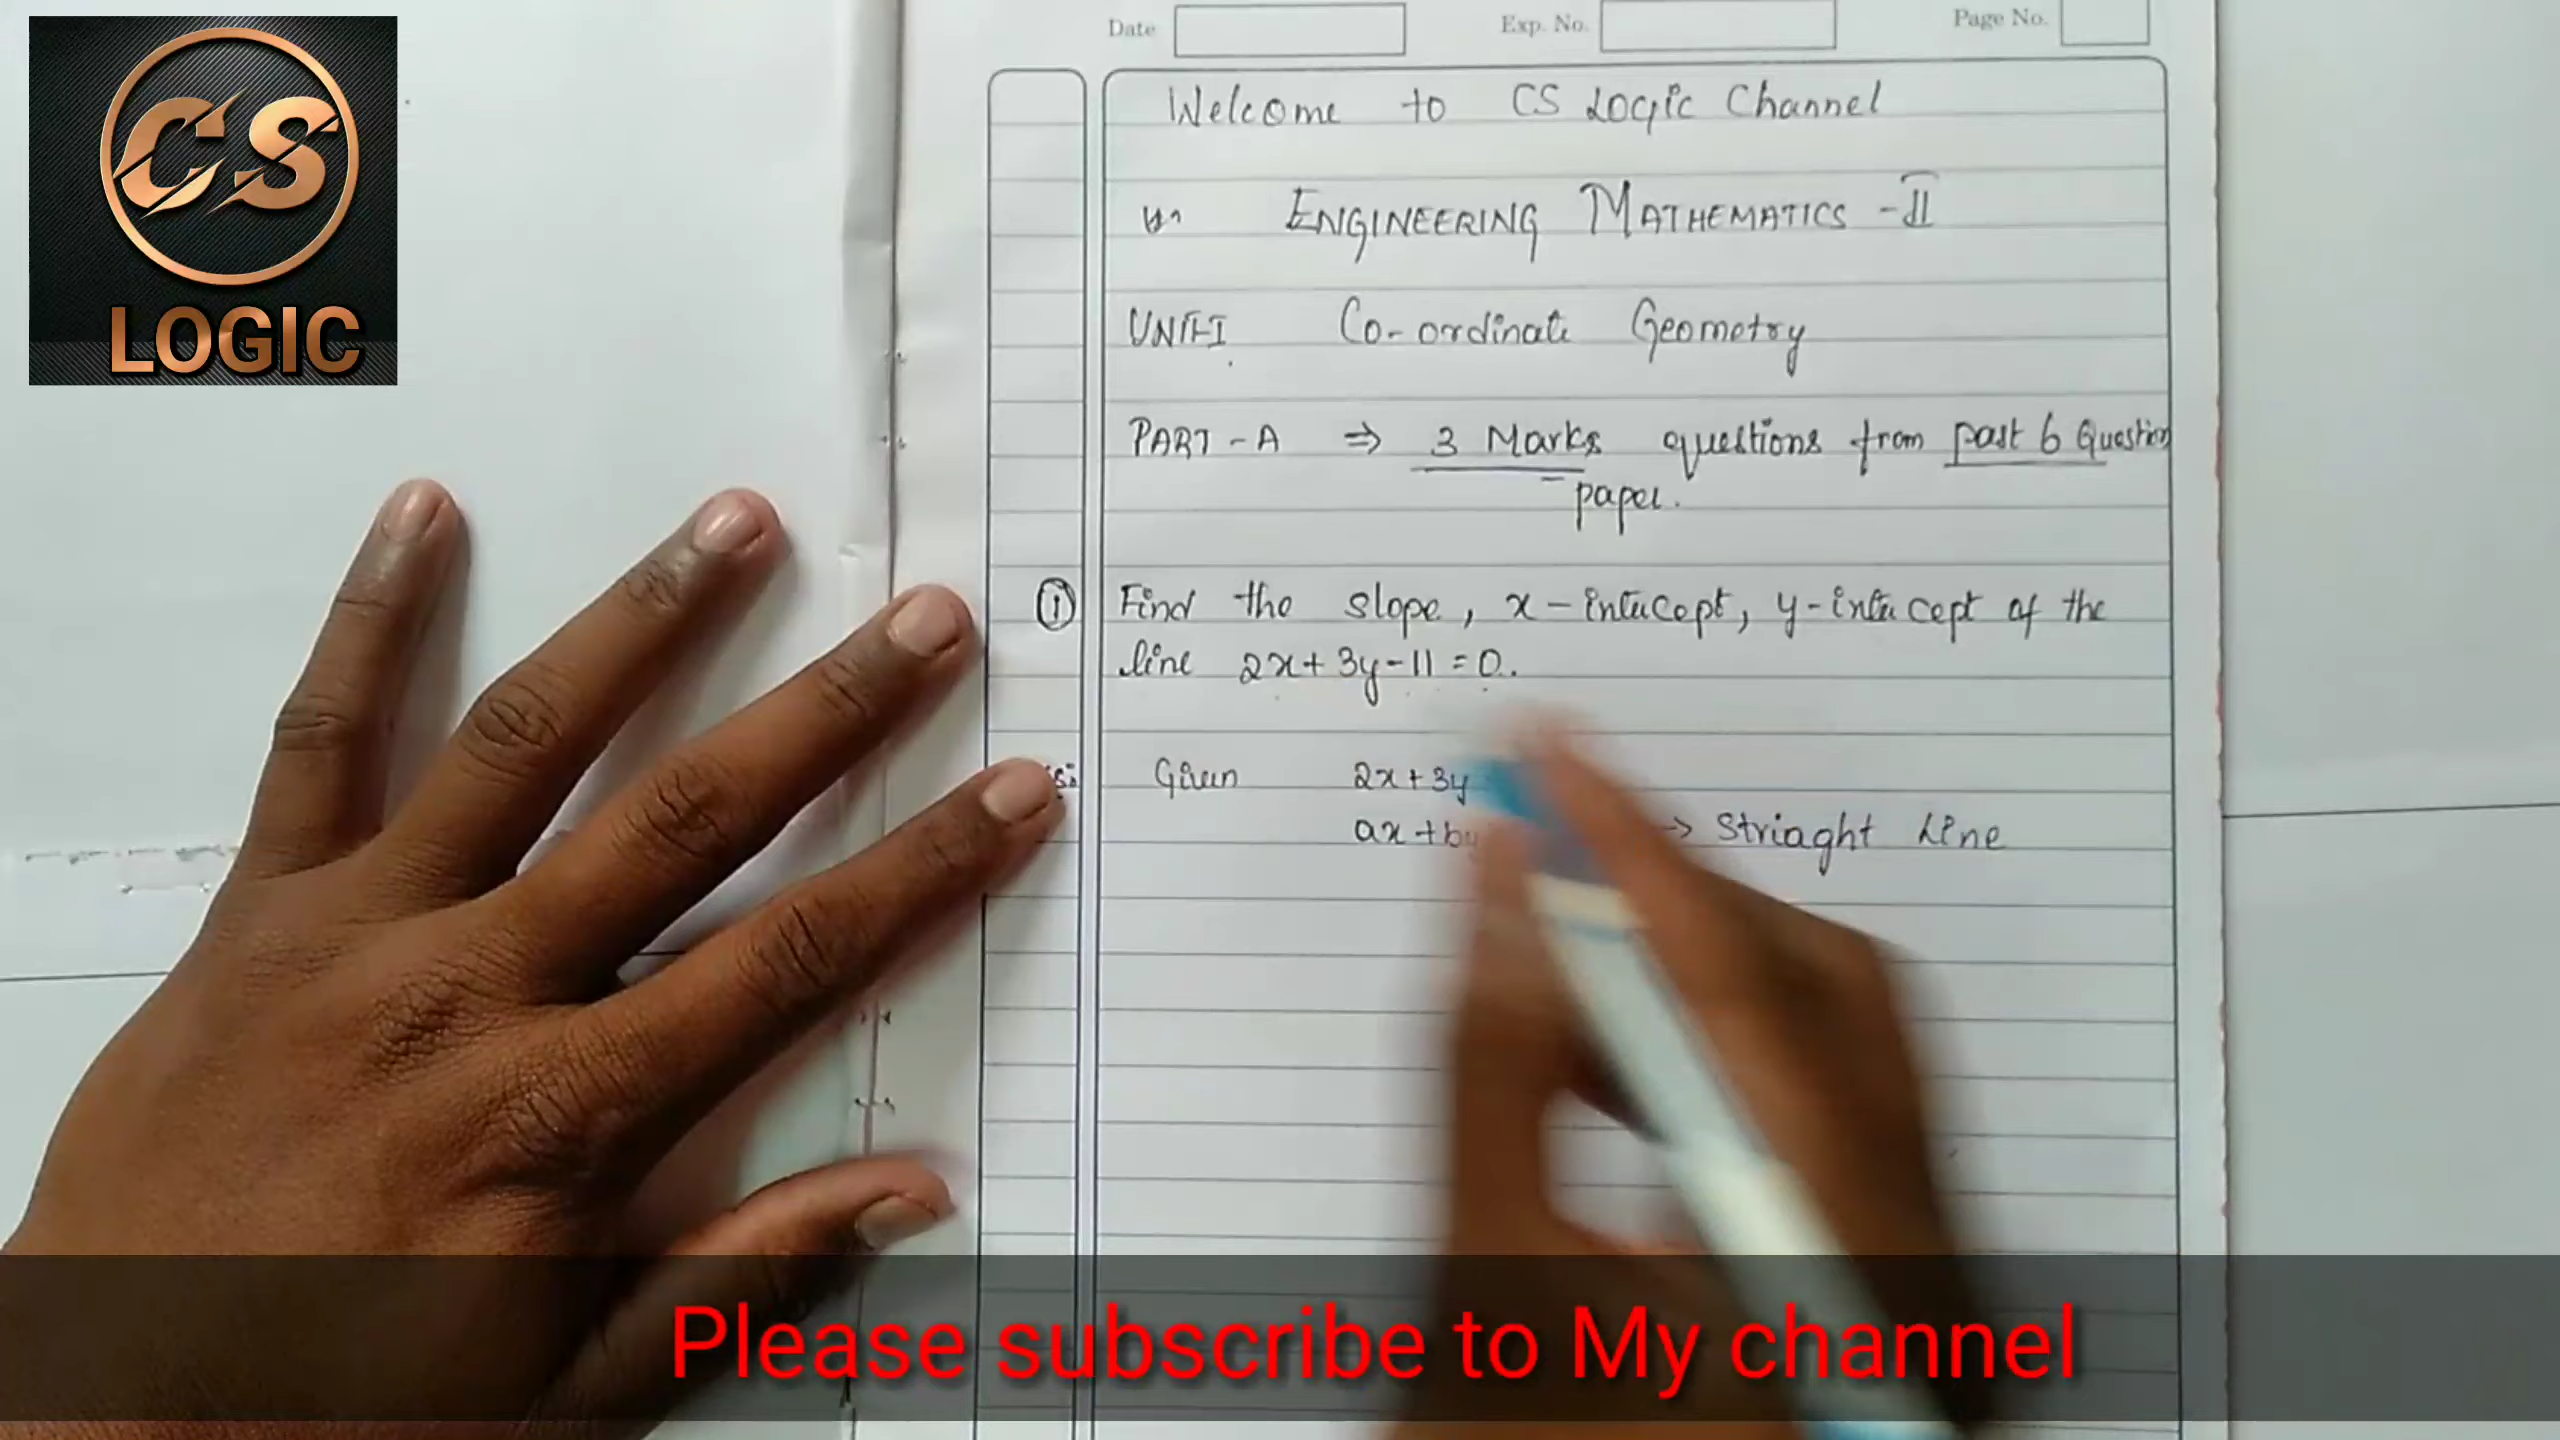 CS
LOGIC
Date Exp. No. Page No.
Welcome to CS Logic Channel
ENGINEERING MATHEMATICS - II
UNIT-I Co-ordinate Geometry
PART - A ⇒ 3 Marks questions from past 6 Question
paper.
① Find the slope, x - intercept, y - intercept of the
line 2x + 3y - 11 = 0.
Given 2x + 3y
ax + by → Striaght Line
Please subscribe to My channel